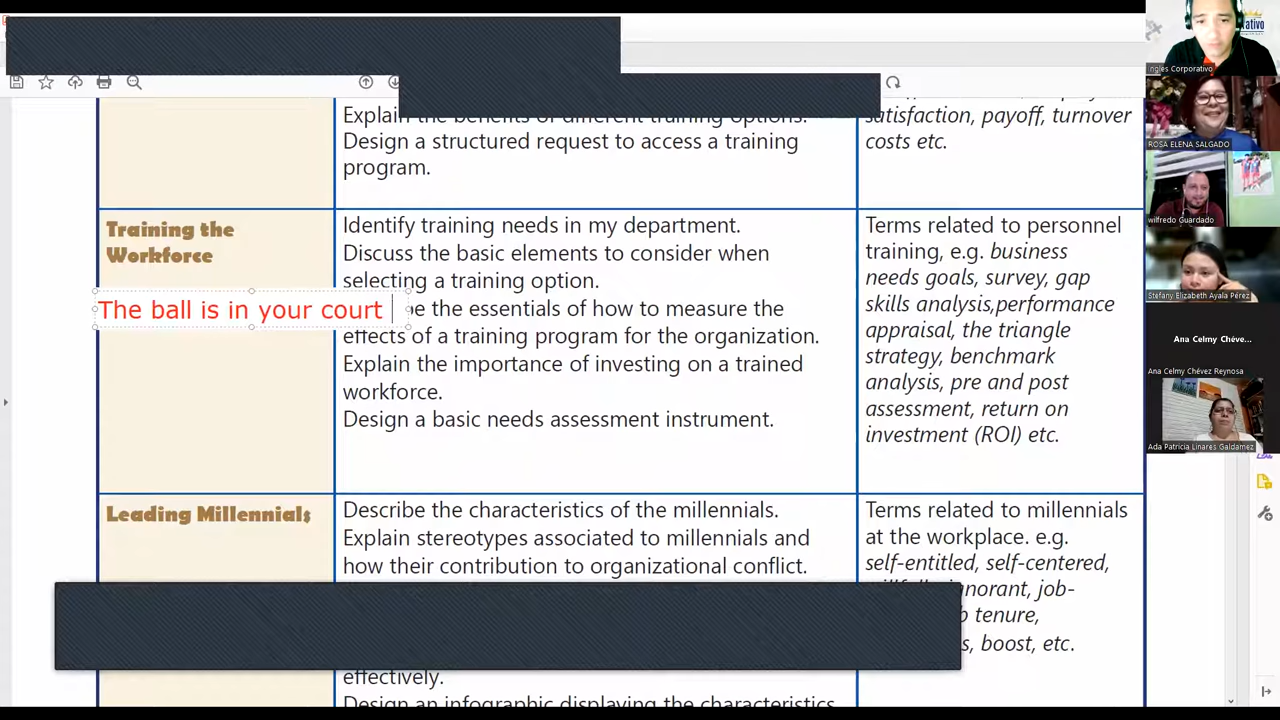 Explain the benefits of different training options.
Design a structured request to access a training
program.
satisfaction, payoff, turnover
costs etc.
Training the
Workforce
Identify training needs in my department.
Discuss the basic elements to consider when
selecting a training option.
The ball is in your court
the essentials of how to measure the
effects of a training program for the organization.
Explain the importance of investing on a trained
workforce.
Design a basic needs assessment instrument.
Terms related to personnel
training, e.g. business
needs goals, survey, gap
skills analysis,performance
appraisal, the triangle
strategy, benchmark
analysis, pre and post
assessment, return on
investment (ROI) etc.
Leading Millennials
Describe the characteristics of the millennials.
Explain stereotypes associated to millennials and
how their contribution to organizational conflict.
effectively.
Design an infographic displaying the characteristics
Terms related to millennials
at the workplace. e.g.
self-entitled, self-centered,
ignorant, job-
tenure,
boost, etc.
Inglés Corporativo
ROSA ELENA SALGADO
wilfredo Guardado
Stefany Elizabeth Ayala Pérez
Ana Celmy Chéve...
Ana Celmy Chévez Reynosa
Ada Patricia Linares Galdamez